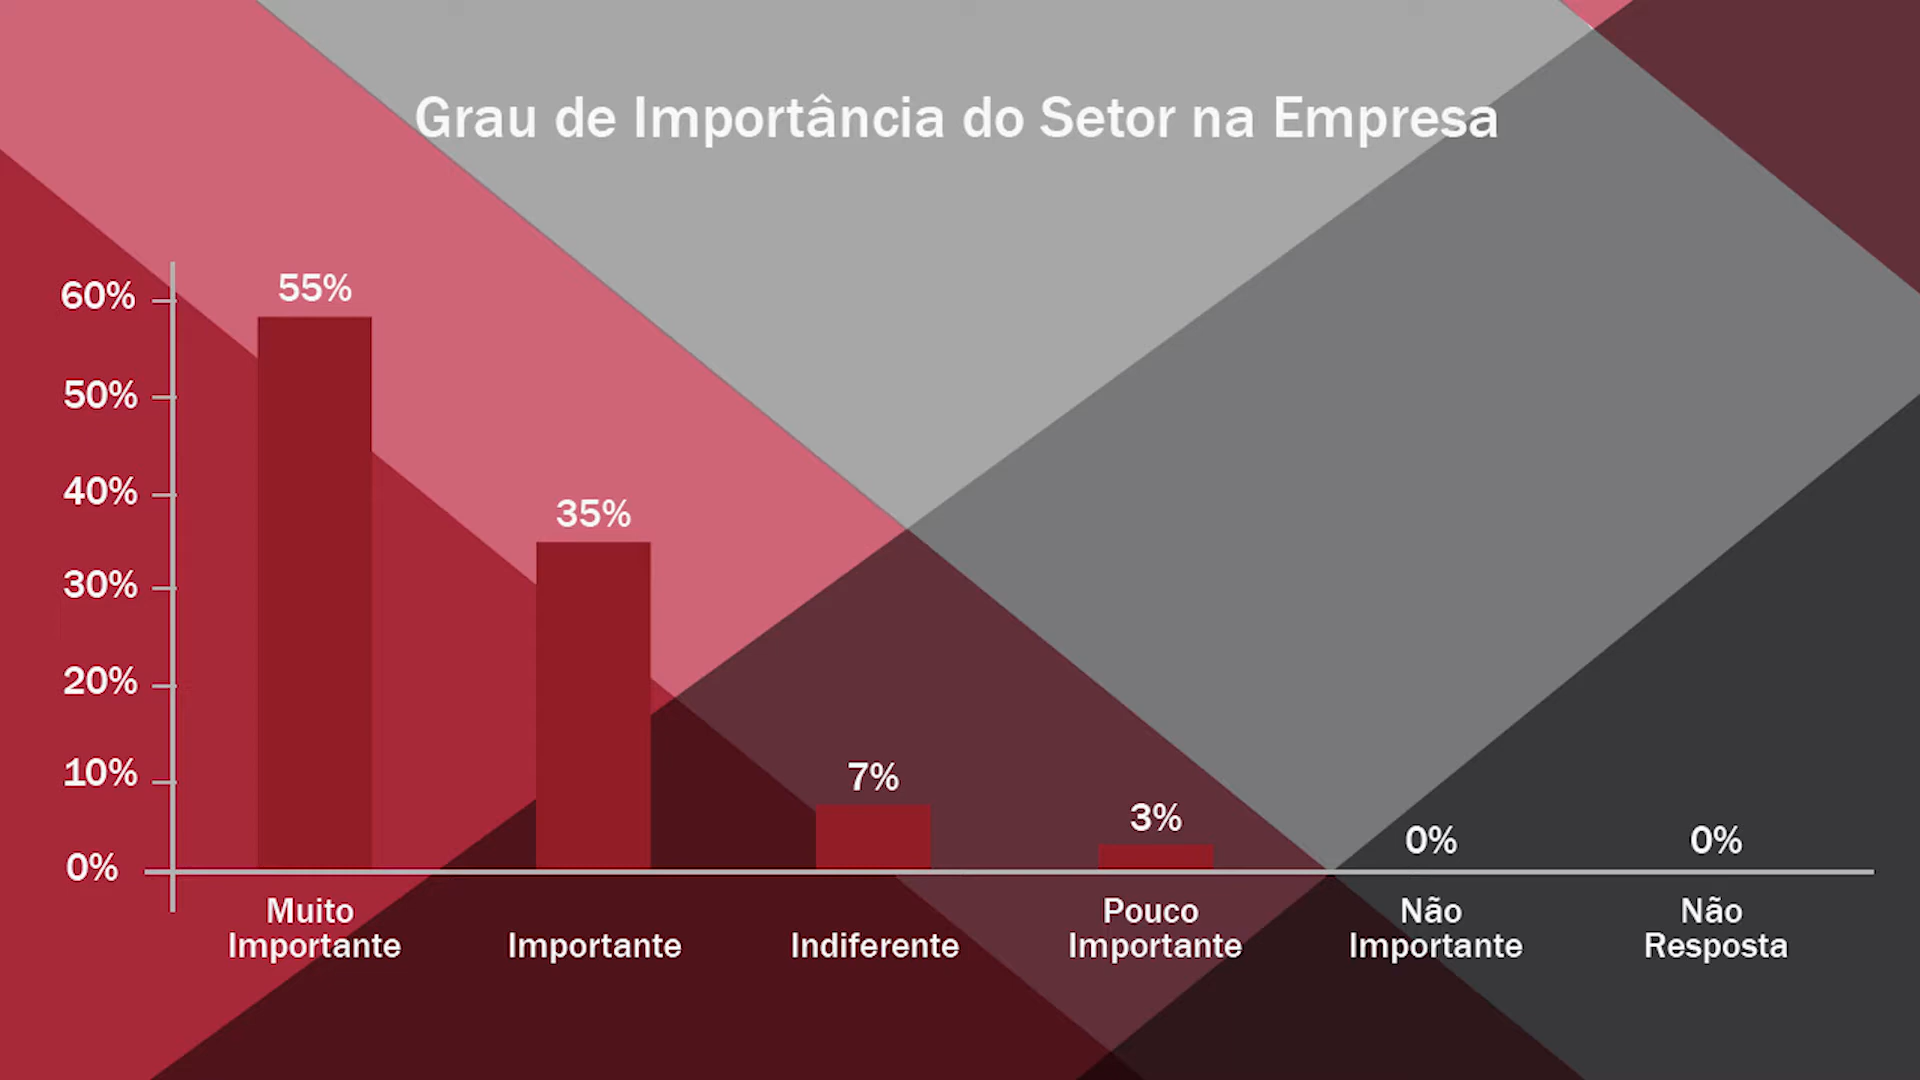 Grau de Importância do Setor na Empresa
60%
50%
40%
30%
20%
10%
0%
55%
35%
7%
3%
0%
0%
Muito
Importante
Importante
Indiferente
Pouco
Importante
Não
Importante
Não
Resposta